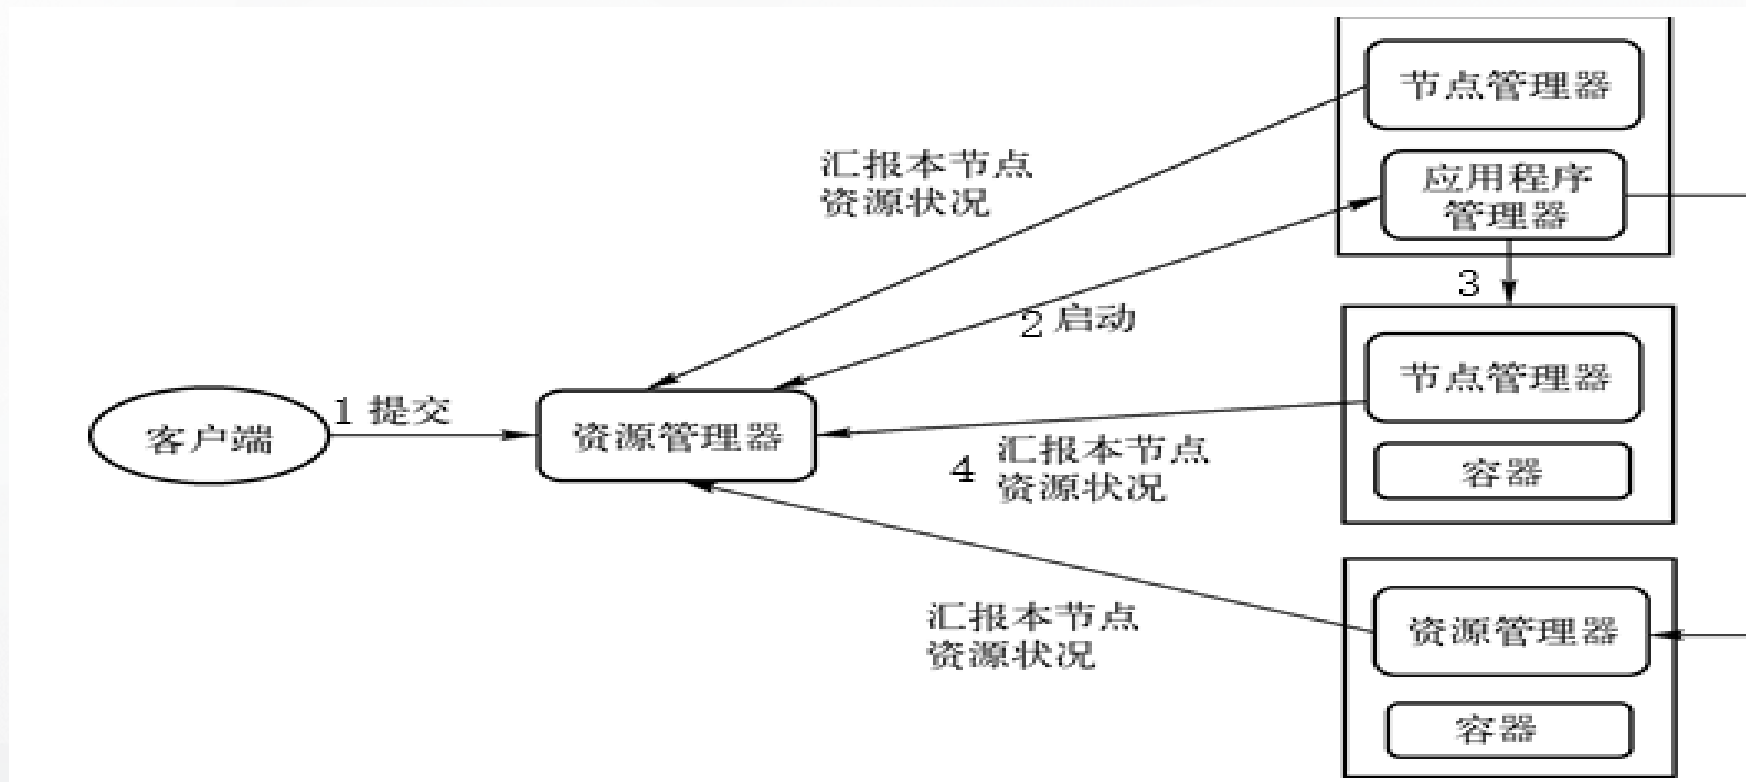 节点管理器
汇报本节点
资源状况
应用程序
管理器
3
2 启动
节点管理器
1 提交
客户端
资源管理器
4 汇报本节点
资源状况
容器
汇报本节点
资源状况
资源管理器
容器